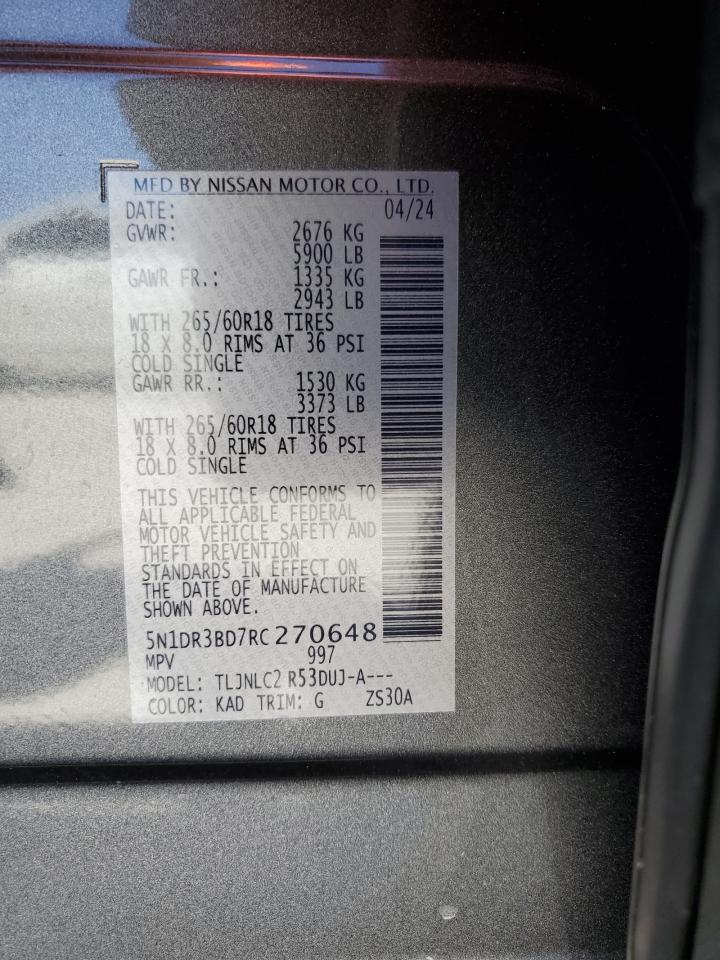 MFD BY NISSAN MOTOR CO., LTD.
DATE: 04/24
GVWR: 2676 KG
5900 LB
GAWR FR.: 1335 KG
2943 LB
WITH 265/60R18 TIRES
18 X 8.0 RIMS AT 36 PSI
COLD SINGLE
GAWR RR.: 1530 KG
3373 LB
WITH 265/60R18 TIRES
18 X 8.0 RIMS AT 36 PSI
COLD SINGLE
THIS VEHICLE CONFORMS TO
ALL APPLICABLE FEDERAL
MOTOR VEHICLE SAFETY AND
THEFT PREVENTION
STANDARDS IN EFFECT ON
THE DATE OF MANUFACTURE
SHOWN ABOVE.
5N1DR3BD7RC270648
MPV 997
MODEL: TLJNLC2 R53DUJ-A---
COLOR: KAD TRIM: G ZS30A